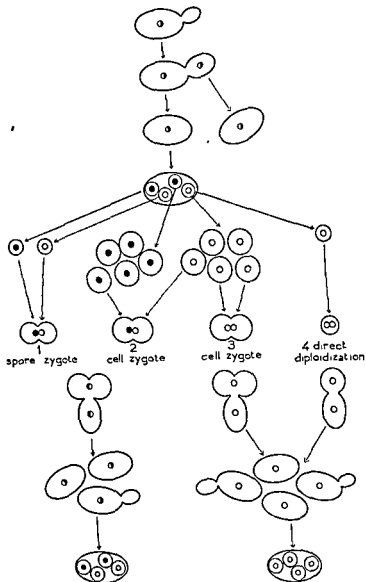 1
spore zygote
2
cell zygote
3
cell zygote
4 direct
diploidization